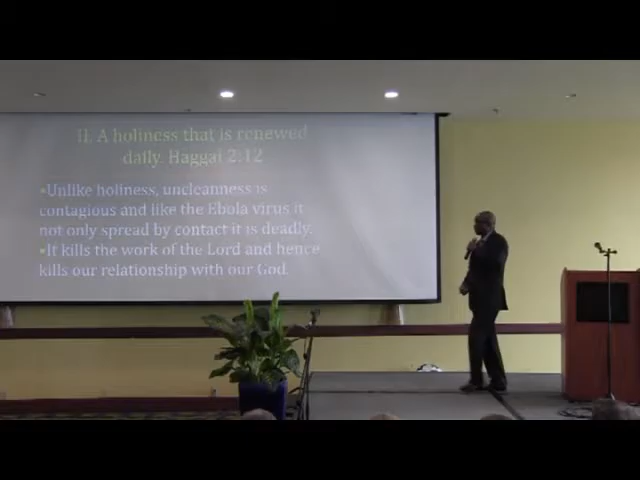 II. A holiness that is renewed
daily. Haggai 2:12
•Unlike holiness, uncleanness is
contagious and like the Ebola virus it
not only spread by contact it is deadly.
•It kills the work of the Lord and hence
kills our relationship with our God.